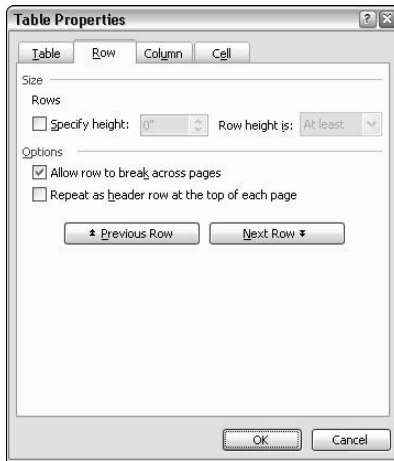 Table Properties
Table Row Column Cell
Size
Rows
Specify height: 0" Row height is: At least
Options
Allow row to break across pages
Repeat as header row at the top of each page
Previous Row Next Row
OK Cancel